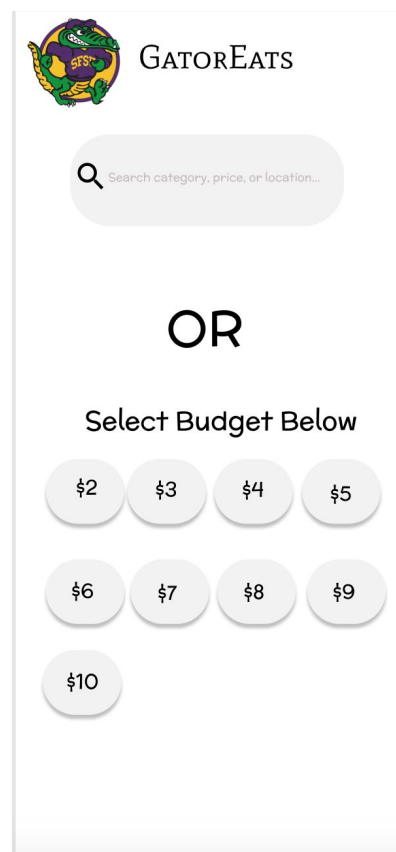 SFSU
GatorEats
Search category, price, or location...
OR
Select Budget Below
$2 $3 $4 $5
$6 $7 $8 $9
$10